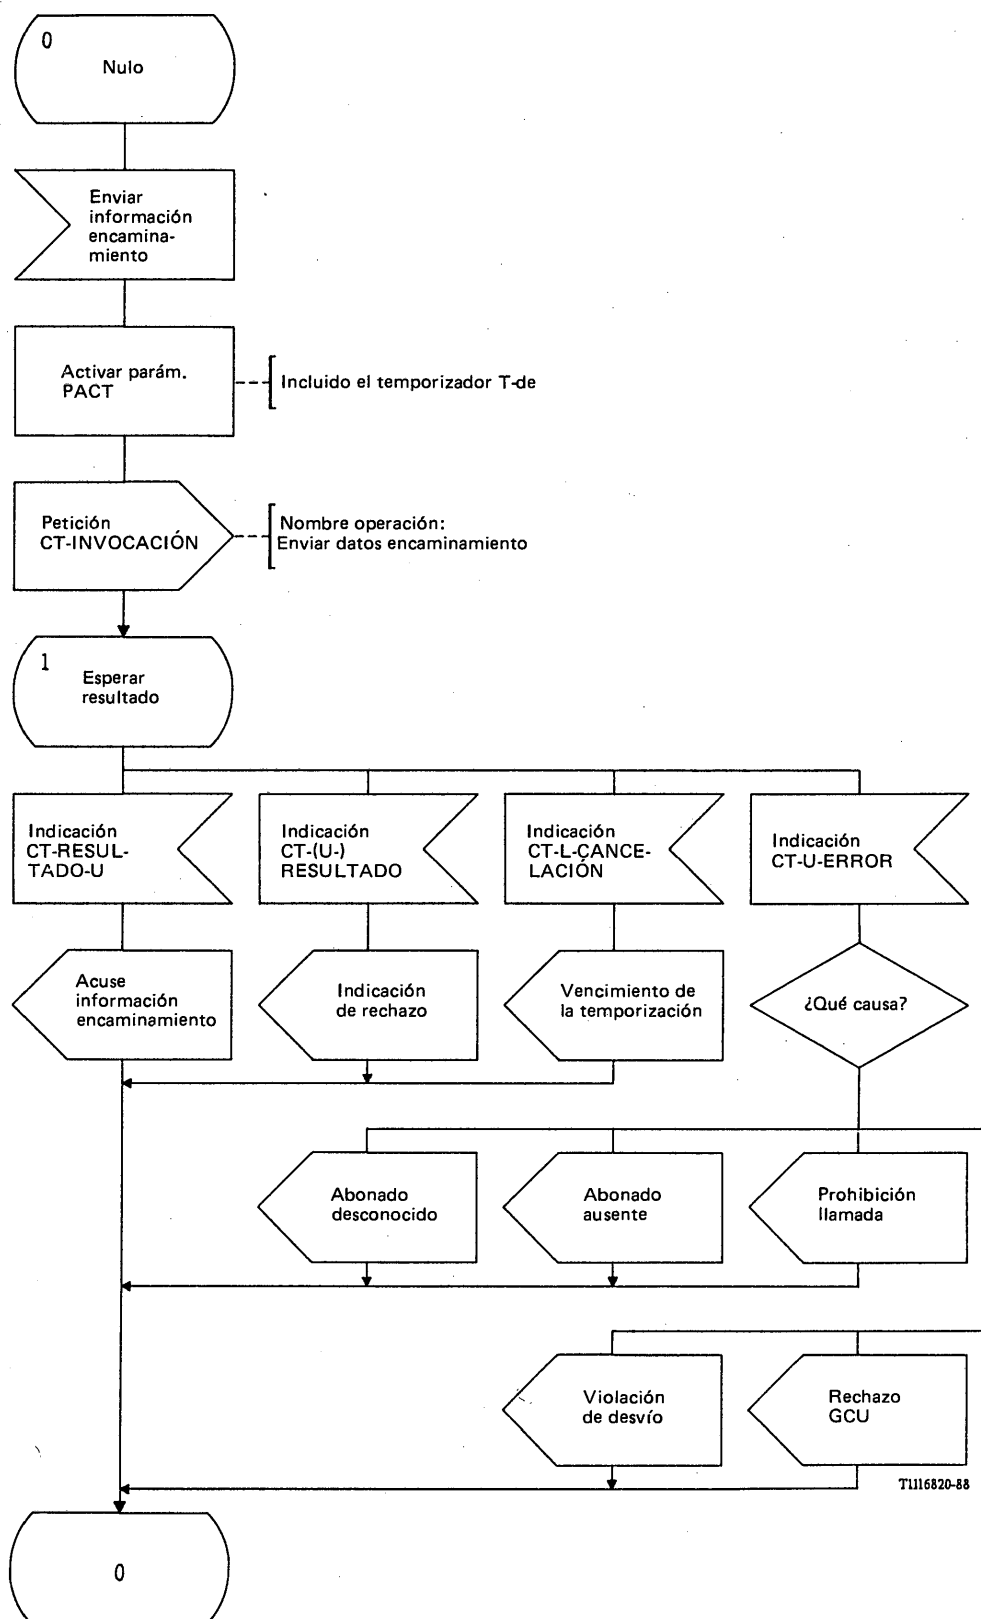 0
Nulo
Enviar
información
encamina-
miento
Activar parám.
PACT
Incluido el temporizador T-de
Petición
CT-INVOCACIÓN
Nombre operación:
Enviar datos encaminamiento
1
Esperar
resultado
Indicación
CT-RESUL-
TADO-U
Indicación
CT-(U-)
RESULTADO
Indicación
CT-L-CANCE-
LACIÓN
Indicación
CT-U-ERROR
Acuse
información
encaminamiento
Indicación
de rechazo
Vencimiento de
la temporización
¿Qué causa?
Abonado
desconocido
Abonado
ausente
Prohibición
llamada
Violación
de desvío
Rechazo
GCU
T1116820-88
0